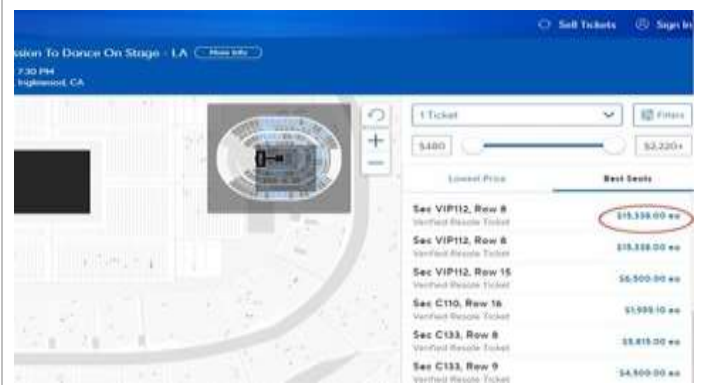 Sell Tickets Sign In
ssion To Dance On Stage - LA More Info
7:30 PM
Inglewood, CA
1 Ticket Filters
$480 $2,220+
Lowest Price Best Seats
Sec VIP112, Row 8 $15,338.00 ea
Verified Resale Ticket
Sec VIP112, Row 8 $15,338.00 ea
Verified Resale Ticket
Sec VIP112, Row 15 $6,500.00 ea
Verified Resale Ticket
Sec C110, Row 16
Verified Resale Ticket
Sec C133, Row 8
Verified Resale Ticket
Sec C133, Row 9 $4,500.00 ea
Verified Resale Ticket